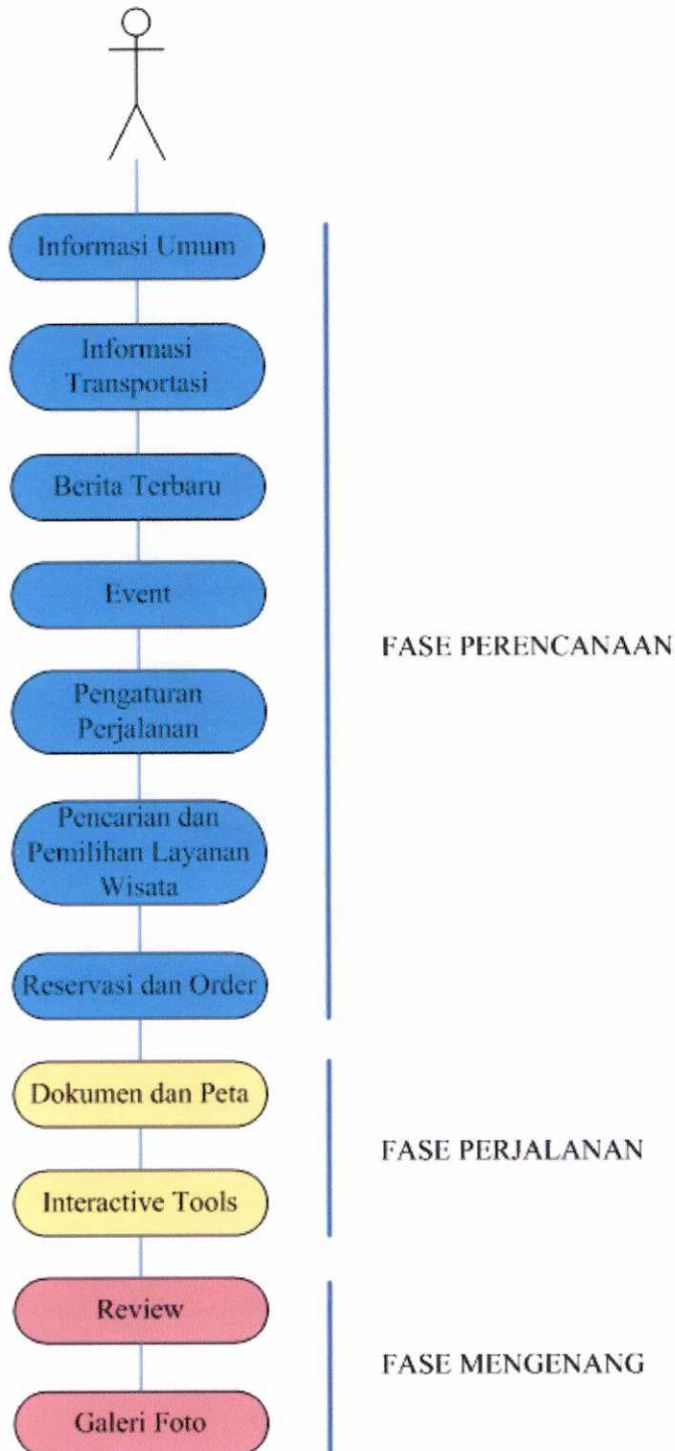 Informasi Umum
Informasi
Transportasi
Berita Terbaru
Event
FASE PERENCANAAN
Pengaturan
Perjalanan
Pencarian dan
Pemilihan Layanan
Wisata
Reservasi dan Order
Dokumen dan Peta
FASE PERJALANAN
Interactive Tools
Review
FASE MENGENANG
Galeri Foto